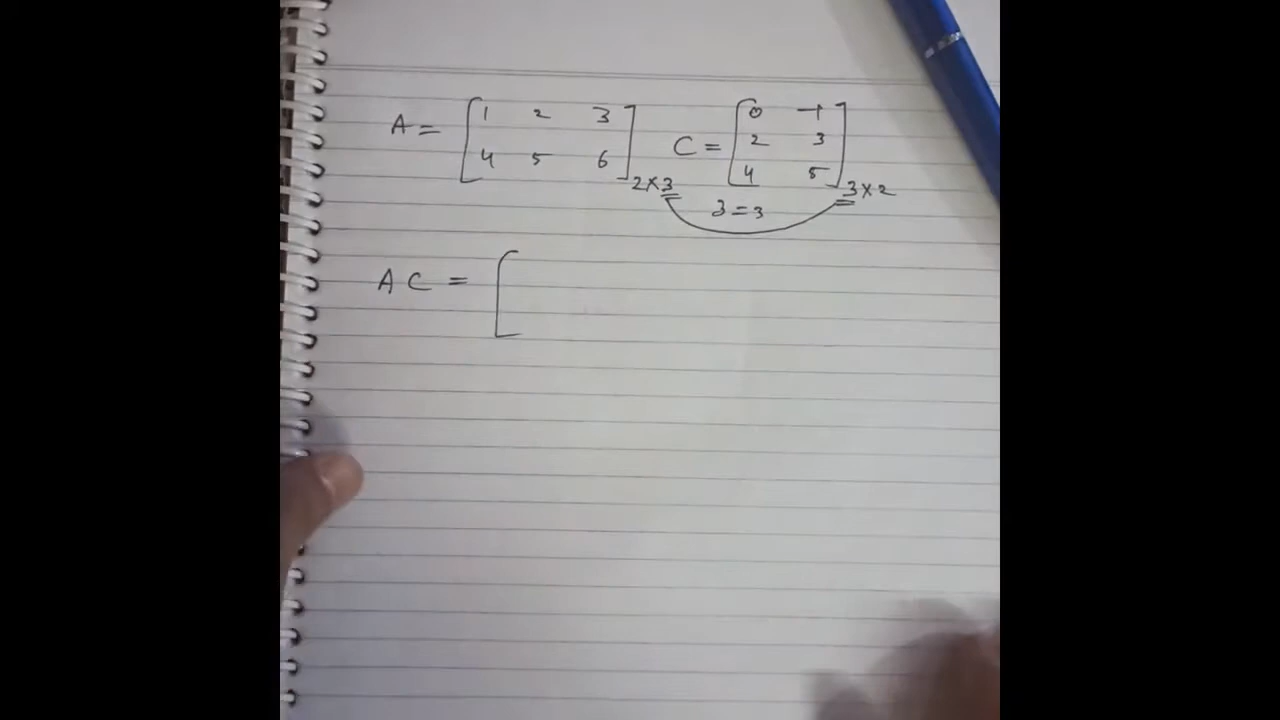 A = [ 1 2 3 C = [ 0 -1
2 3
4 5 6 ] 2×3 4 5 ] 3×2
3 = 3
AC = [